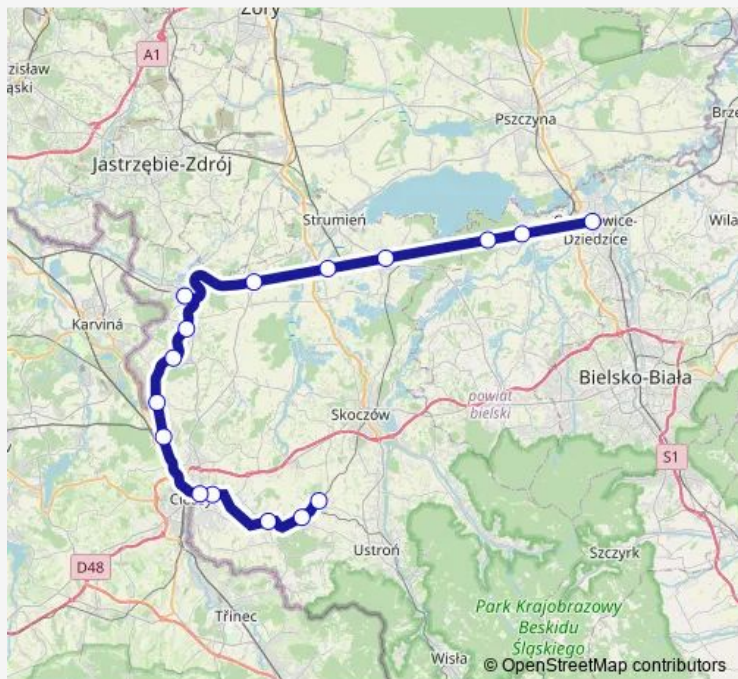 Żory
A1
Pszczyna
Jastrzębie-Zdrój
Strumień
Dziedzice
Karviná
Bielsko-Biała
powiat
bielski
Skoczów
S1
Ustroń
Szczyrk
D48
Třinec
Park Krajobrazowy
Beskidu
Śląskiego
Wisła
© OpenStreetMap contributors